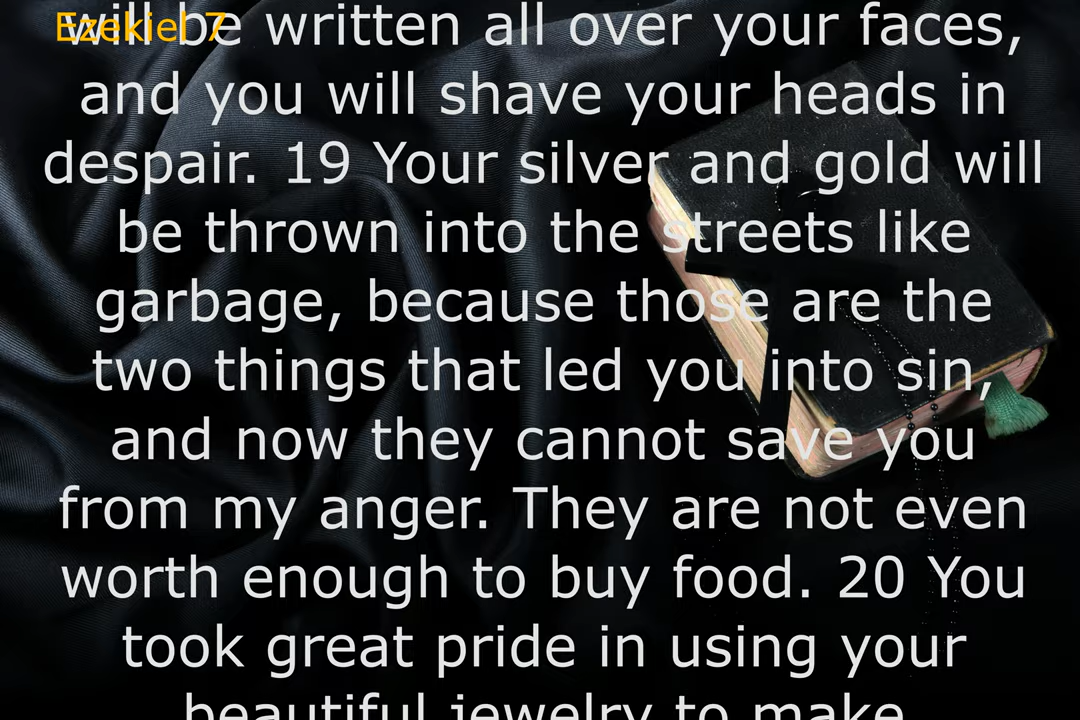 Ezekiel 7
will be written all over your faces,
and you will shave your heads in
despair. 19 Your silver and gold will
be thrown into the streets like
garbage, because those are the
two things that led you into sin,
and now they cannot save you
from my anger. They are not even
worth enough to buy food. 20 You
took great pride in using your
beautiful jewelry to make